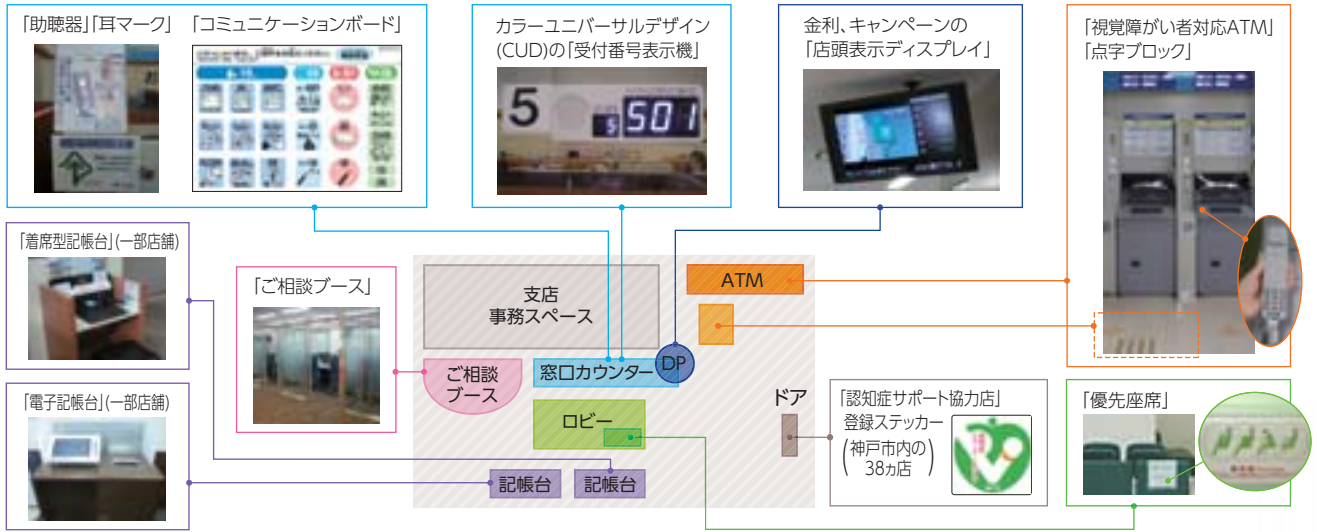 「助聴器」「耳マーク」
「コミュニケーションボード」
カラーユニバーサルデザイン
(CUD)の「受付番号表示機」
5
5
501
金利、キャンペーンの
「店頭表示ディスプレイ」
「視覚障がい者対応ATM」
「点字ブロック」
「着席型記帳台」(一部店舗)
「ご相談ブース」
「電子記帳台」(一部店舗)
支店
事務スペース
ATM
ご相談
ブース
窓口カウンター
DP
ロビー
記帳台
記帳台
ドア
「認知症サポート協力店」
登録ステッカー
(神戸市内の
38ヵ店)
「優先座席」